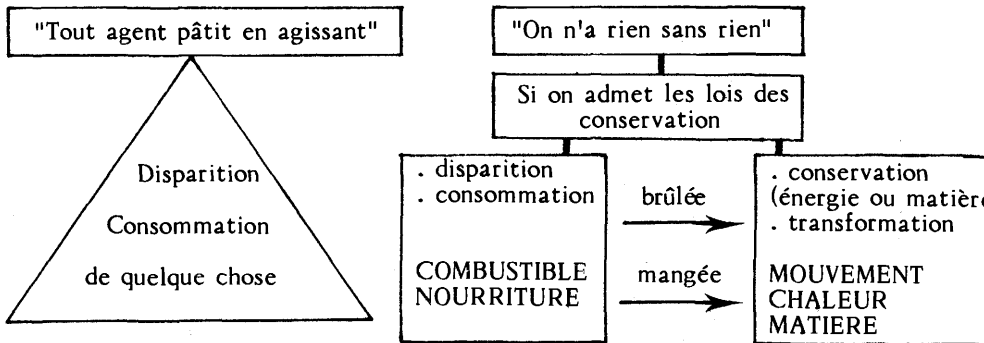 "Tout agent pâtit en agissant"
Disparition
Consommation
de quelque chose
"On n'a rien sans rien"
Si on admet les lois des
conservation
. disparition
. consommation
COMBUSTIBLE
NOURRITURE
brûlée
mangée
. conservation
(énergie ou matière
. transformation
MOUVEMENT
CHALEUR
MATIERE